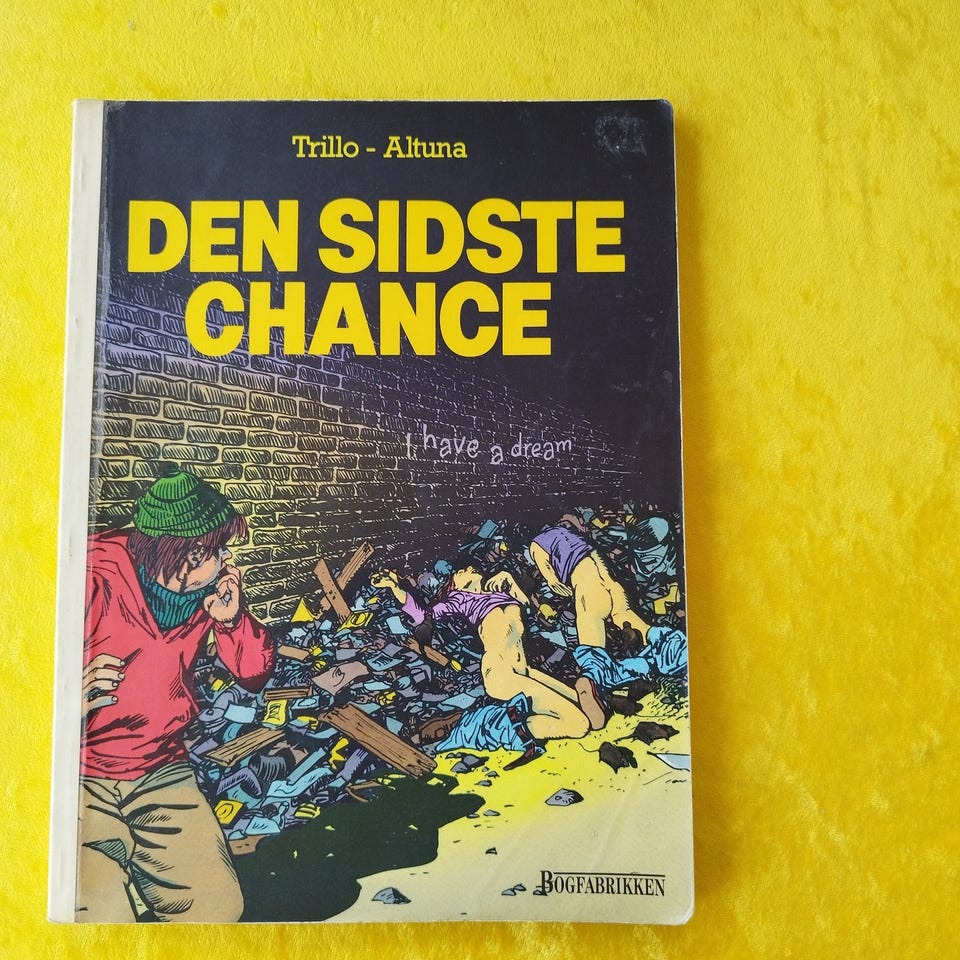 Trillo - Altuna
DEN SIDSTE
CHANCE
I have a dream
BOGFABRIKKEN